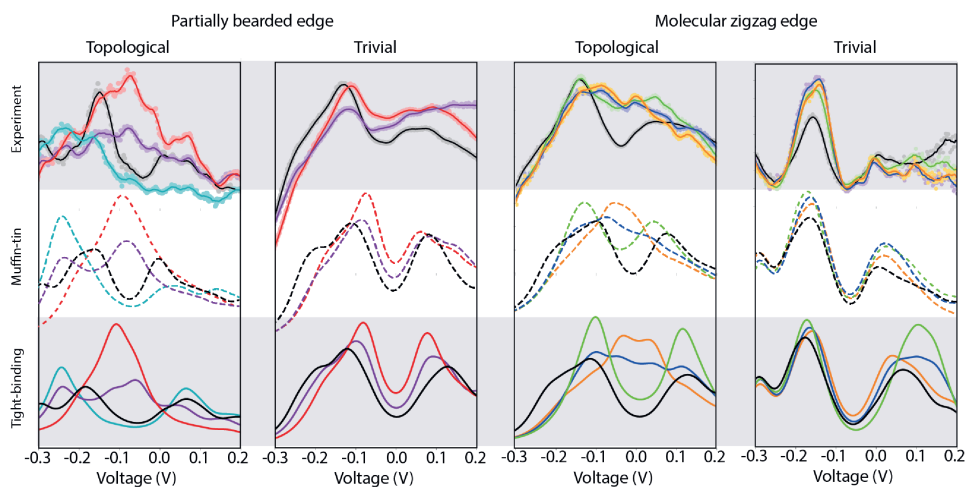 Partially bearded edge
Molecular zigzag edge
Topological
Trivial
Topological
Trivial
Experiment
Muffin-tin
Tight-binding
-0.3 -0.2 -0.1 0.0 0.1 0.2
-0.3 -0.2 -0.1 0.0 0.1 0.2
-0.3 -0.2 -0.1 0.0 0.1 0.2
-0.3 -0.2 -0.1 0.0 0.1 0.2
Voltage (V)
Voltage (V)
Voltage (V)
Voltage (V)